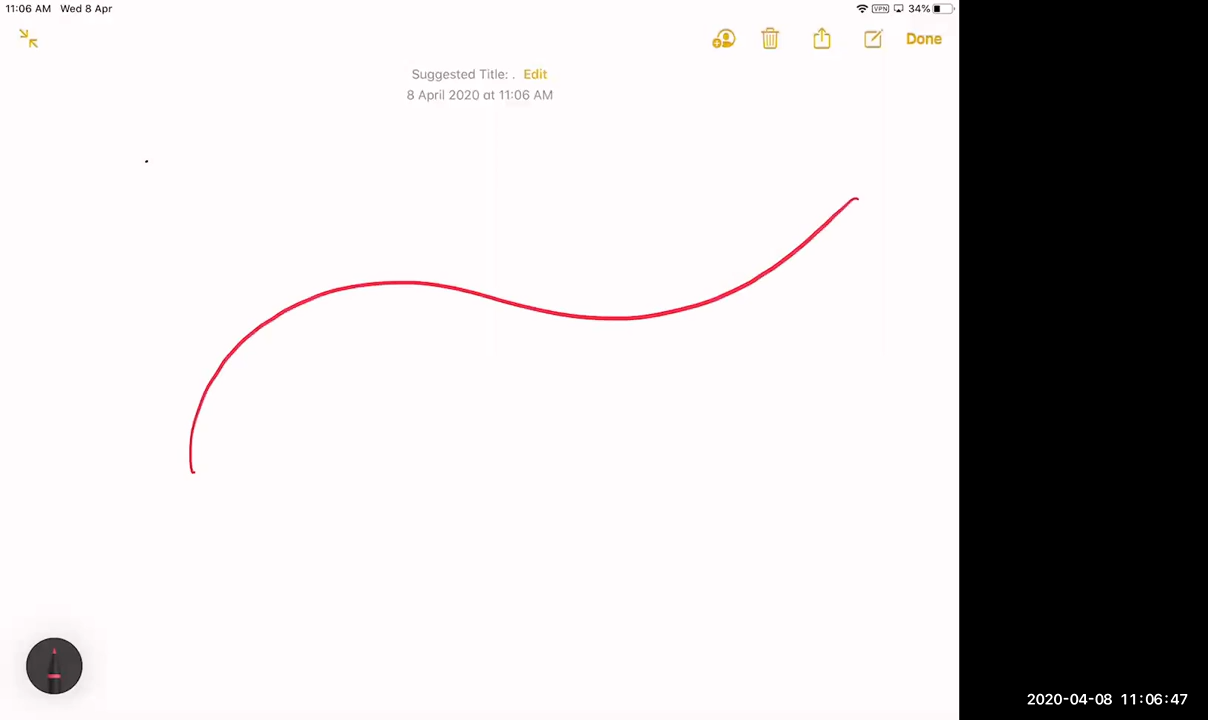 11:06 AM Wed 8 Apr
VPN 34%
Done
Suggested Title: . Edit
8 April 2020 at 11:06 AM
2020-04-08 11:06:47